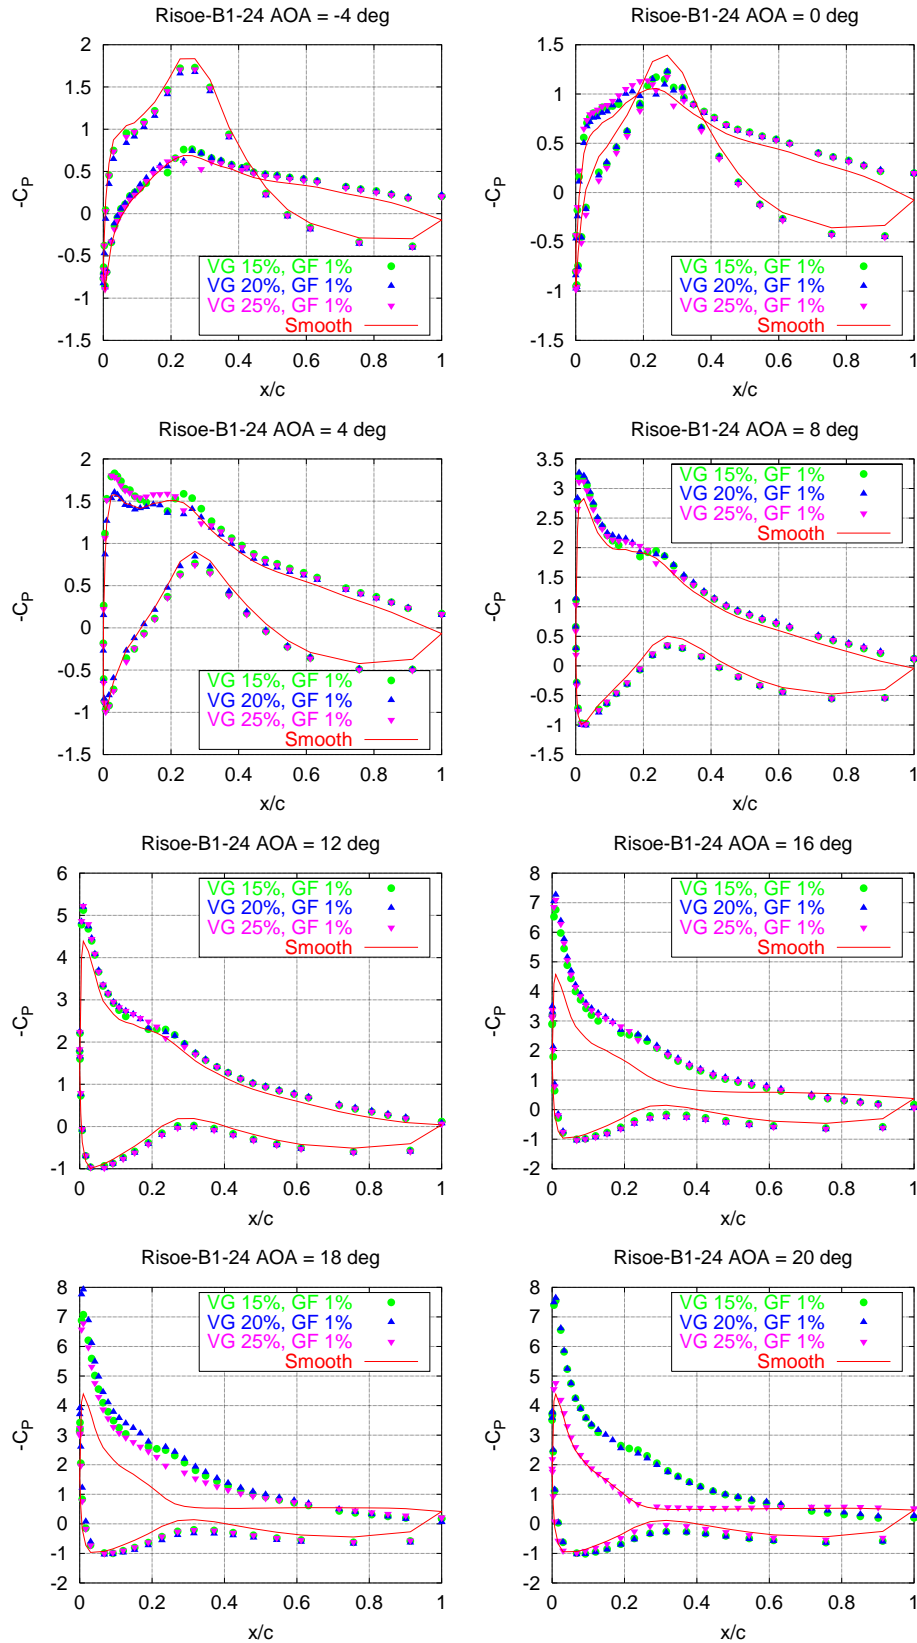 Risoe-B1-24 AOA = -4 deg
2
1.5
1
0.5
0
-0.5
-1
-1.5
-CP
VG 15%, GF 1%
VG 20%, GF 1%
VG 25%, GF 1%
Smooth
0 0.2 0.4 0.6 0.8 1
x/c
Risoe-B1-24 AOA = 0 deg
1.5
1
0.5
0
-0.5
-1
-1.5
-CP
VG 15%, GF 1%
VG 20%, GF 1%
VG 25%, GF 1%
Smooth
0 0.2 0.4 0.6 0.8 1
x/c
Risoe-B1-24 AOA = 4 deg
2
1.5
1
0.5
0
-0.5
-1
-1.5
-CP
VG 15%, GF 1%
VG 20%, GF 1%
VG 25%, GF 1%
Smooth
0 0.2 0.4 0.6 0.8 1
x/c
Risoe-B1-24 AOA = 8 deg
3.5
3
2.5
2
1.5
1
0.5
0
-0.5
-1
-1.5
-CP
VG 15%, GF 1%
VG 20%, GF 1%
VG 25%, GF 1%
Smooth
0 0.2 0.4 0.6 0.8 1
x/c
Risoe-B1-24 AOA = 12 deg
6
5
4
3
2
1
0
-1
-CP
VG 15%, GF 1%
VG 20%, GF 1%
VG 25%, GF 1%
Smooth
0 0.2 0.4 0.6 0.8 1
x/c
Risoe-B1-24 AOA = 16 deg
8
7
6
5
4
3
2
1
0
-1
-2
-CP
VG 15%, GF 1%
VG 20%, GF 1%
VG 25%, GF 1%
Smooth
0 0.2 0.4 0.6 0.8 1
x/c
Risoe-B1-24 AOA = 18 deg
8
7
6
5
4
3
2
1
0
-1
-2
-CP
VG 15%, GF 1%
VG 20%, GF 1%
VG 25%, GF 1%
Smooth
0 0.2 0.4 0.6 0.8 1
x/c
Risoe-B1-24 AOA = 20 deg
8
7
6
5
4
3
2
1
0
-1
-2
-CP
VG 15%, GF 1%
VG 20%, GF 1%
VG 25%, GF 1%
Smooth
0 0.2 0.4 0.6 0.8 1
x/c